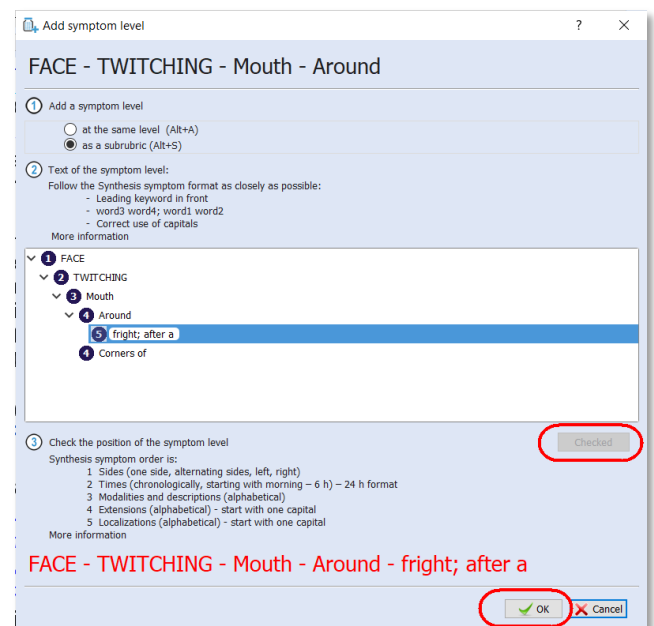 Add symptom level ? ×
FACE - TWITCHING - Mouth - Around
1 Add a symptom level
at the same level (Alt+A)
as a subrubric (Alt+S)
2 Text of the symptom level:
Follow the Synthesis symptom format as closely as possible:
- Leading keyword in front
- word3 word4; word1 word2
- Correct use of capitals
More information
1 FACE
2 TWITCHING
3 Mouth
4 Around
5 fright; after a
4 Corners of
3 Check the position of the symptom level
Checked
Synthesis symptom order is:
1 Sides (one side, alternating sides, left, right)
2 Times (chronologically, starting with morning – 6 h) – 24 h format
3 Modalities and descriptions (alphabetical)
4 Extensions (alphabetical) - start with one capital
5 Localizations (alphabetical) - start with one capital
More information
FACE - TWITCHING - Mouth - Around - fright; after a
OK Cancel